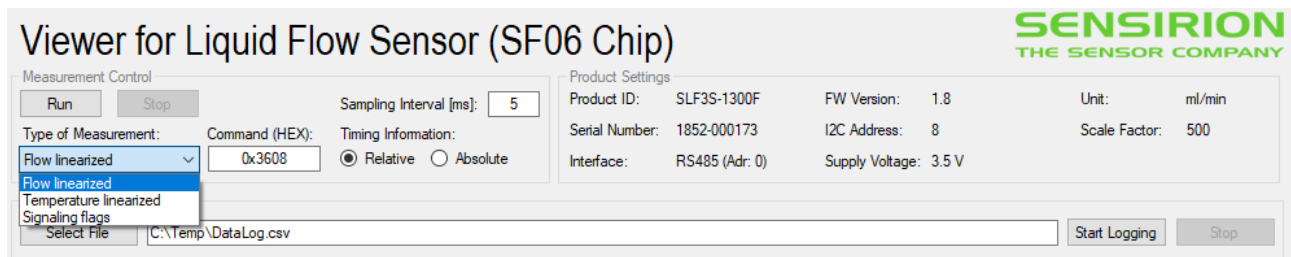 Viewer for Liquid Flow Sensor (SF06 Chip)
SENSIRION
THE SENSOR COMPANY
Measurement Control
Run
Stop
Sampling Interval [ms]: 5
Type of Measurement:
Command (HEX):
Timing Information:
Flow linearized
0x3608
Relative
Absolute
Flow linearized
Temperature linearized
Signaling flags
Product Settings
Product ID: SLF3S-1300F
FW Version: 1.8
Unit: ml/min
Serial Number: 1852-000173
I2C Address: 8
Scale Factor: 500
Interface: RS485 (Adr: 0)
Supply Voltage: 3.5 V
Select File
C:\Temp\DataLog.csv
Start Logging
Stop